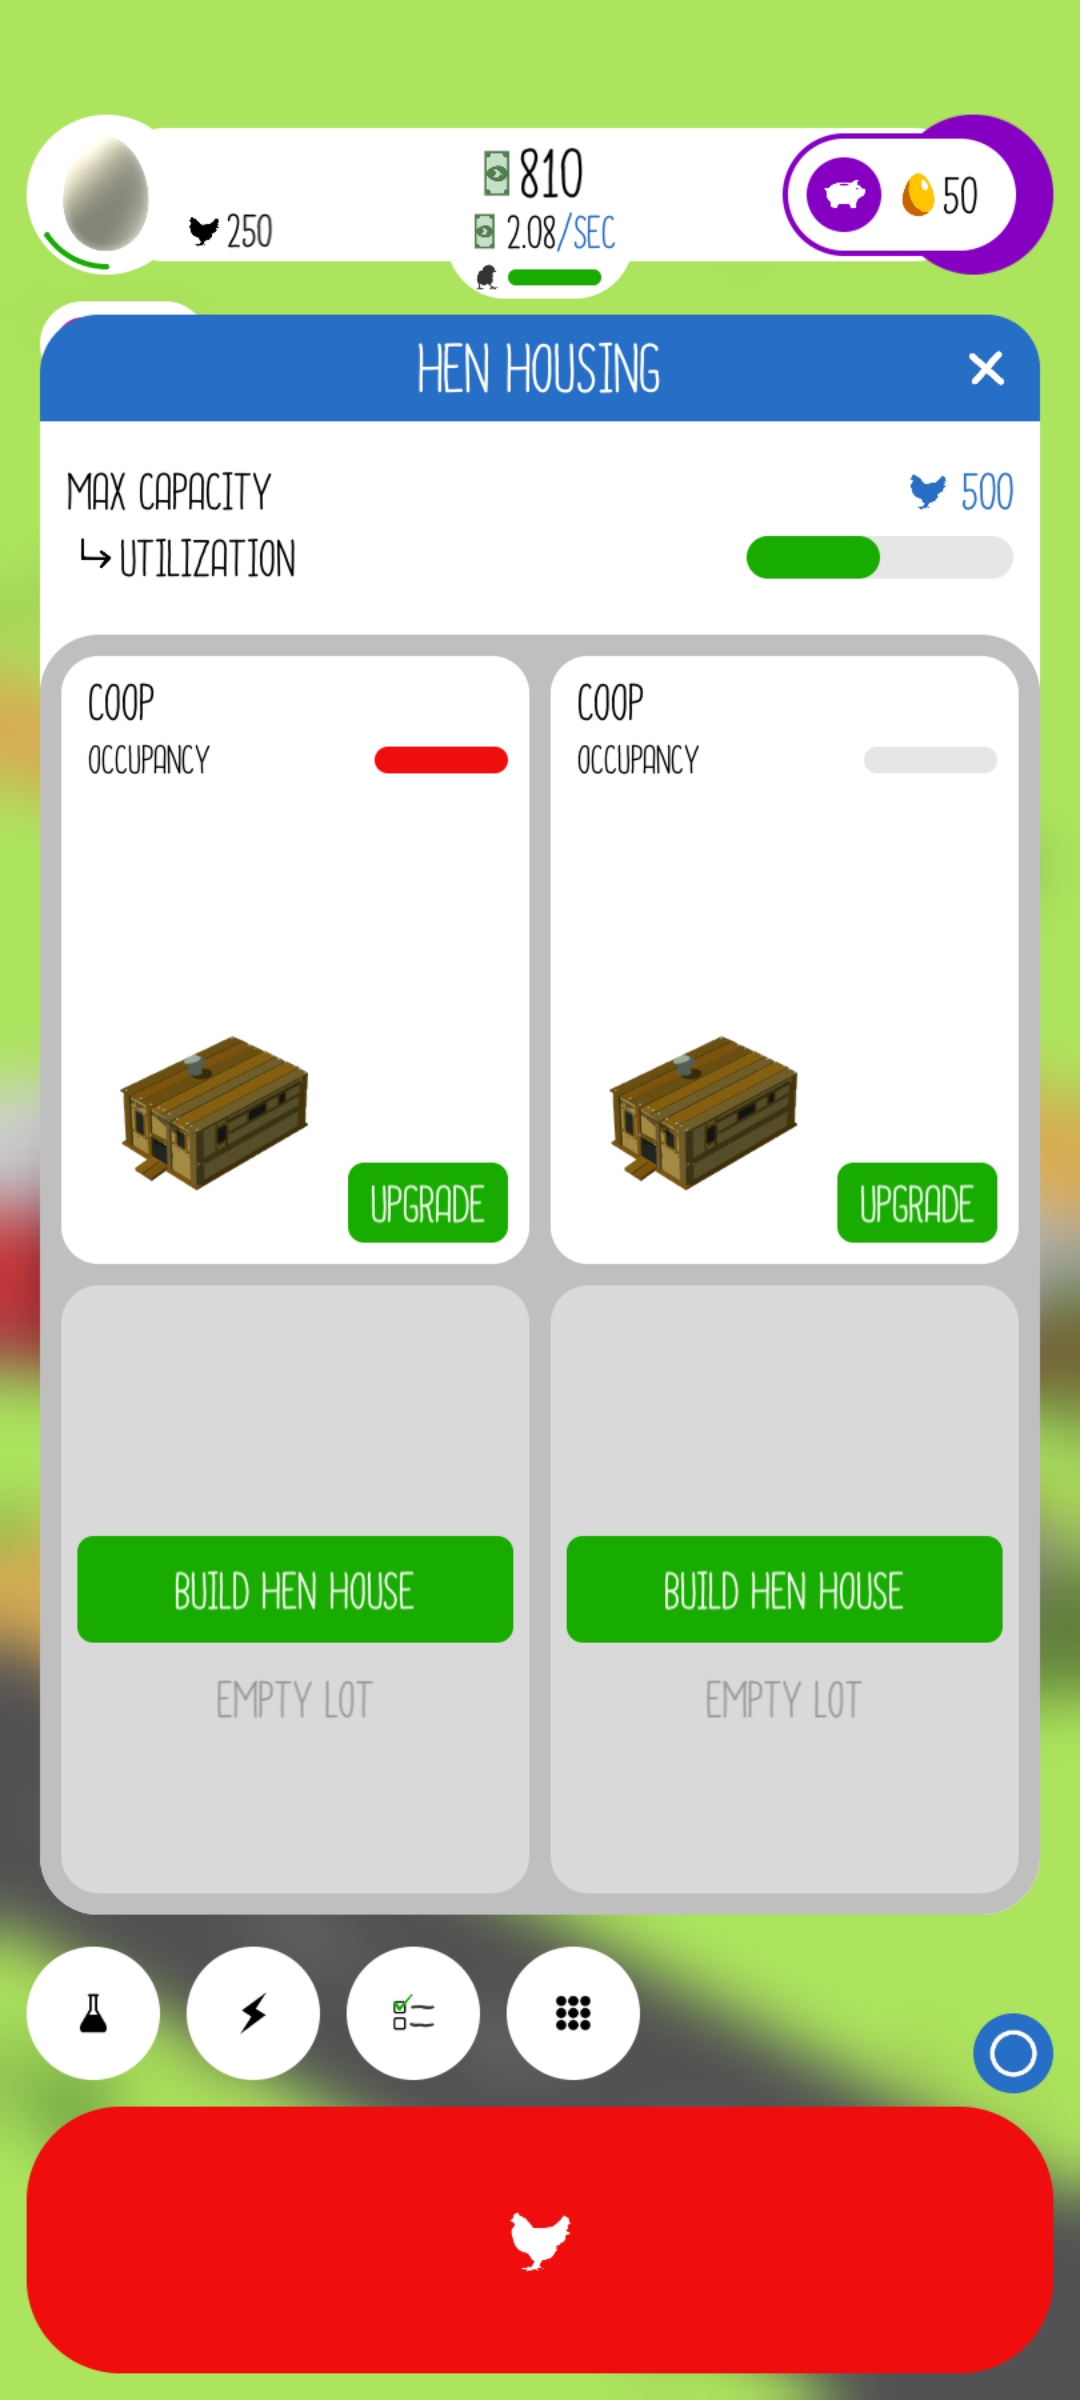 810
250
2.08/SEC
50
HEN HOUSING
MAX CAPACITY
500
UTILIZATION
COOP
OCCUPANCY
UPGRADE
COOP
OCCUPANCY
UPGRADE
BUILD HEN HOUSE
EMPTY LOT
BUILD HEN HOUSE
EMPTY LOT